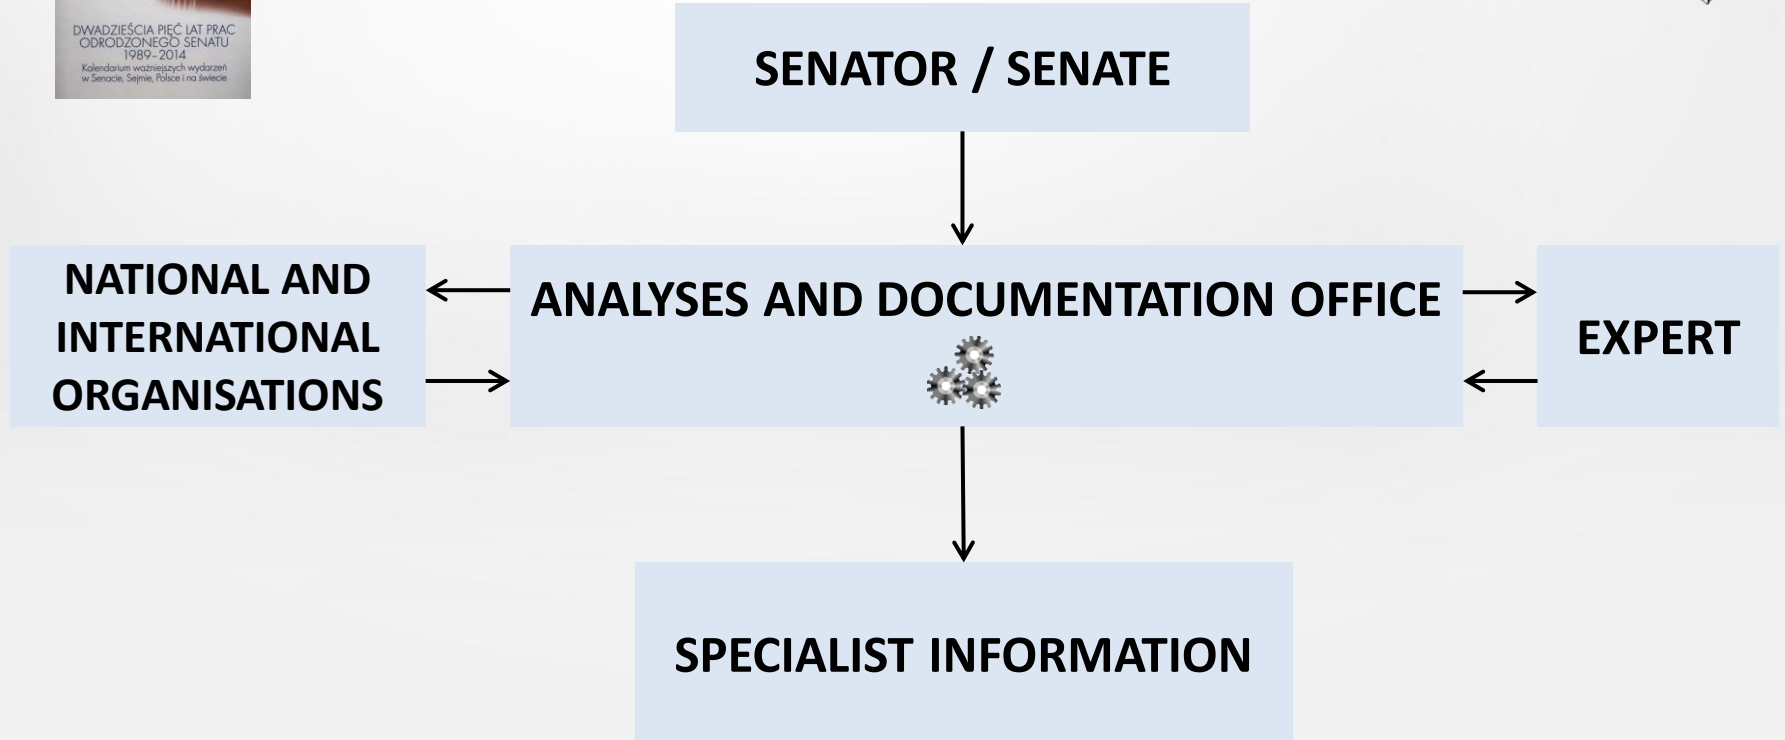 DWADZIEŚCIA PIĘĆ LAT PRAC
ODRODZONEGO SENATU
1989–2014
Kalendarium ważniejszych wydarzeń
w Senacie, Sejmie, Polsce i na świecie
SENATOR / SENATE
NATIONAL AND
INTERNATIONAL
ORGANISATIONS
ANALYSES AND DOCUMENTATION OFFICE
EXPERT
SPECIALIST INFORMATION